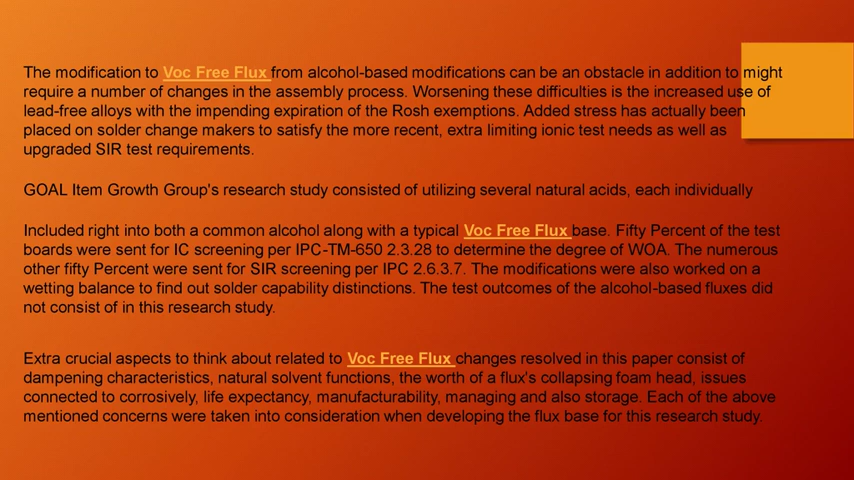 The modification to Voc Free Flux from alcohol-based modifications can be an obstacle in addition to might
require a number of changes in the assembly process. Worsening these difficulties is the increased use of
lead-free alloys with the impending expiration of the Rosh exemptions. Added stress has actually been
placed on solder change makers to satisfy the more recent, extra limiting ionic test needs as well as
upgraded SIR test requirements.
GOAL Item Growth Group's research study consisted of utilizing several natural acids, each individually
Included right into both a common alcohol along with a typical Voc Free Flux base. Fifty Percent of the test
boards were sent for IC screening per IPC-TM-650 2.3.28 to determine the degree of WOA. The numerous
other fifty Percent were sent for SIR screening per IPC 2.6.3.7. The modifications were also worked on a
wetting balance to find out solder capability distinctions. The test outcomes of the alcohol-based fluxes did
not consist of in this research study.
Extra crucial aspects to think about related to Voc Free Flux changes resolved in this paper consist of
dampening characteristics, natural solvent functions, the worth of a flux's collapsing foam head, issues
connected to corrosively, life expectancy, manufacturability, managing and also storage. Each of the above
mentioned concerns were taken into consideration when developing the flux base for this research study.